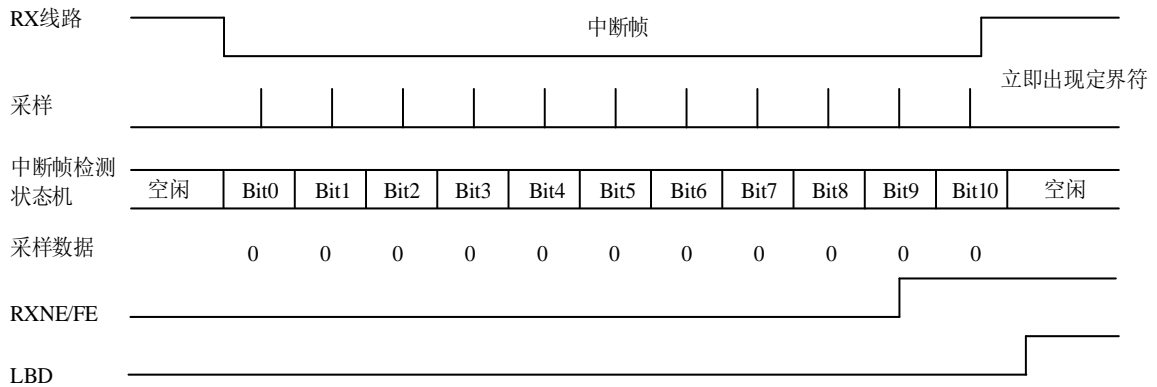 RX线路
中断帧
立即出现定界符
采样
中断帧检测
状态机
空闲 Bit0 Bit1 Bit2 Bit3 Bit4 Bit5 Bit6 Bit7 Bit8 Bit9 Bit10 空闲
采样数据 0 0 0 0 0 0 0 0 0 0 0
RXNE/FE
LBD